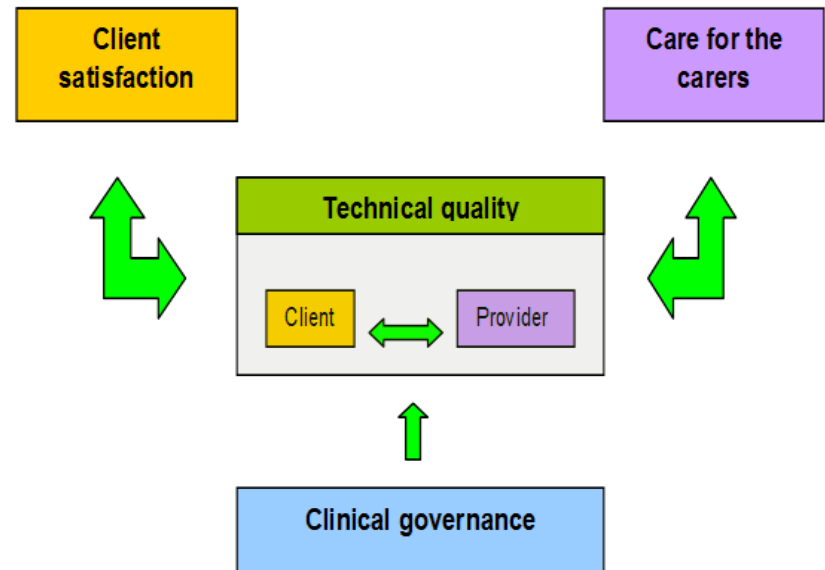 Client
satisfaction
Care for the
carers
Technical quality
Client
Provider
Clinical governance